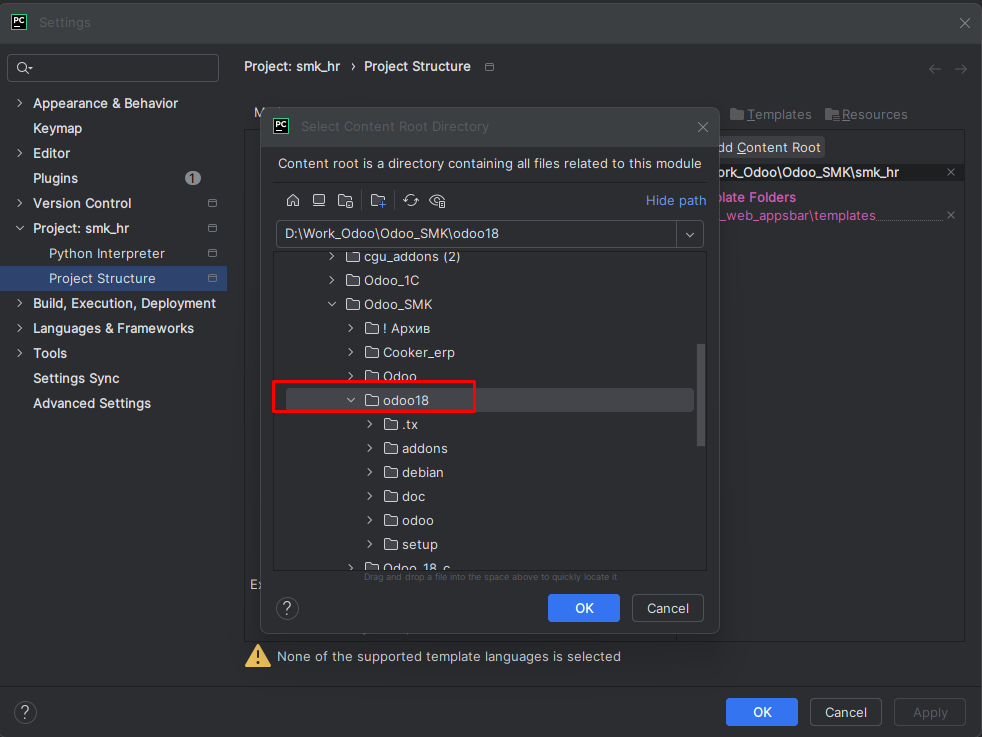 PC Settings
Project: smk_hr › Project Structure
Appearance & Behavior
Keymap
Editor
Plugins 1
Version Control
Project: smk_hr
Python Interpreter
Project Structure
Build, Execution, Deployment
Languages & Frameworks
Tools
Settings Sync
Advanced Settings
Templates Resources
dd Content Root
ork_Odoo\Odoo_SMK\smk_hr
plate Folders
_web_appsbar\templates
PC Select Content Root Directory
Content root is a directory containing all files related to this module
Hide path
D:\Work_Odoo\Odoo_SMK\odoo18
cgu_addons (2)
Odoo_1C
Odoo_SMK
! Архив
Cooker_erp
Odoo
odoo18
.tx
addons
debian
doc
odoo
setup
Odoo_18_c
Drag and drop a file into the space above to quickly locate it
? OK Cancel
None of the supported template languages is selected
? OK Cancel Apply